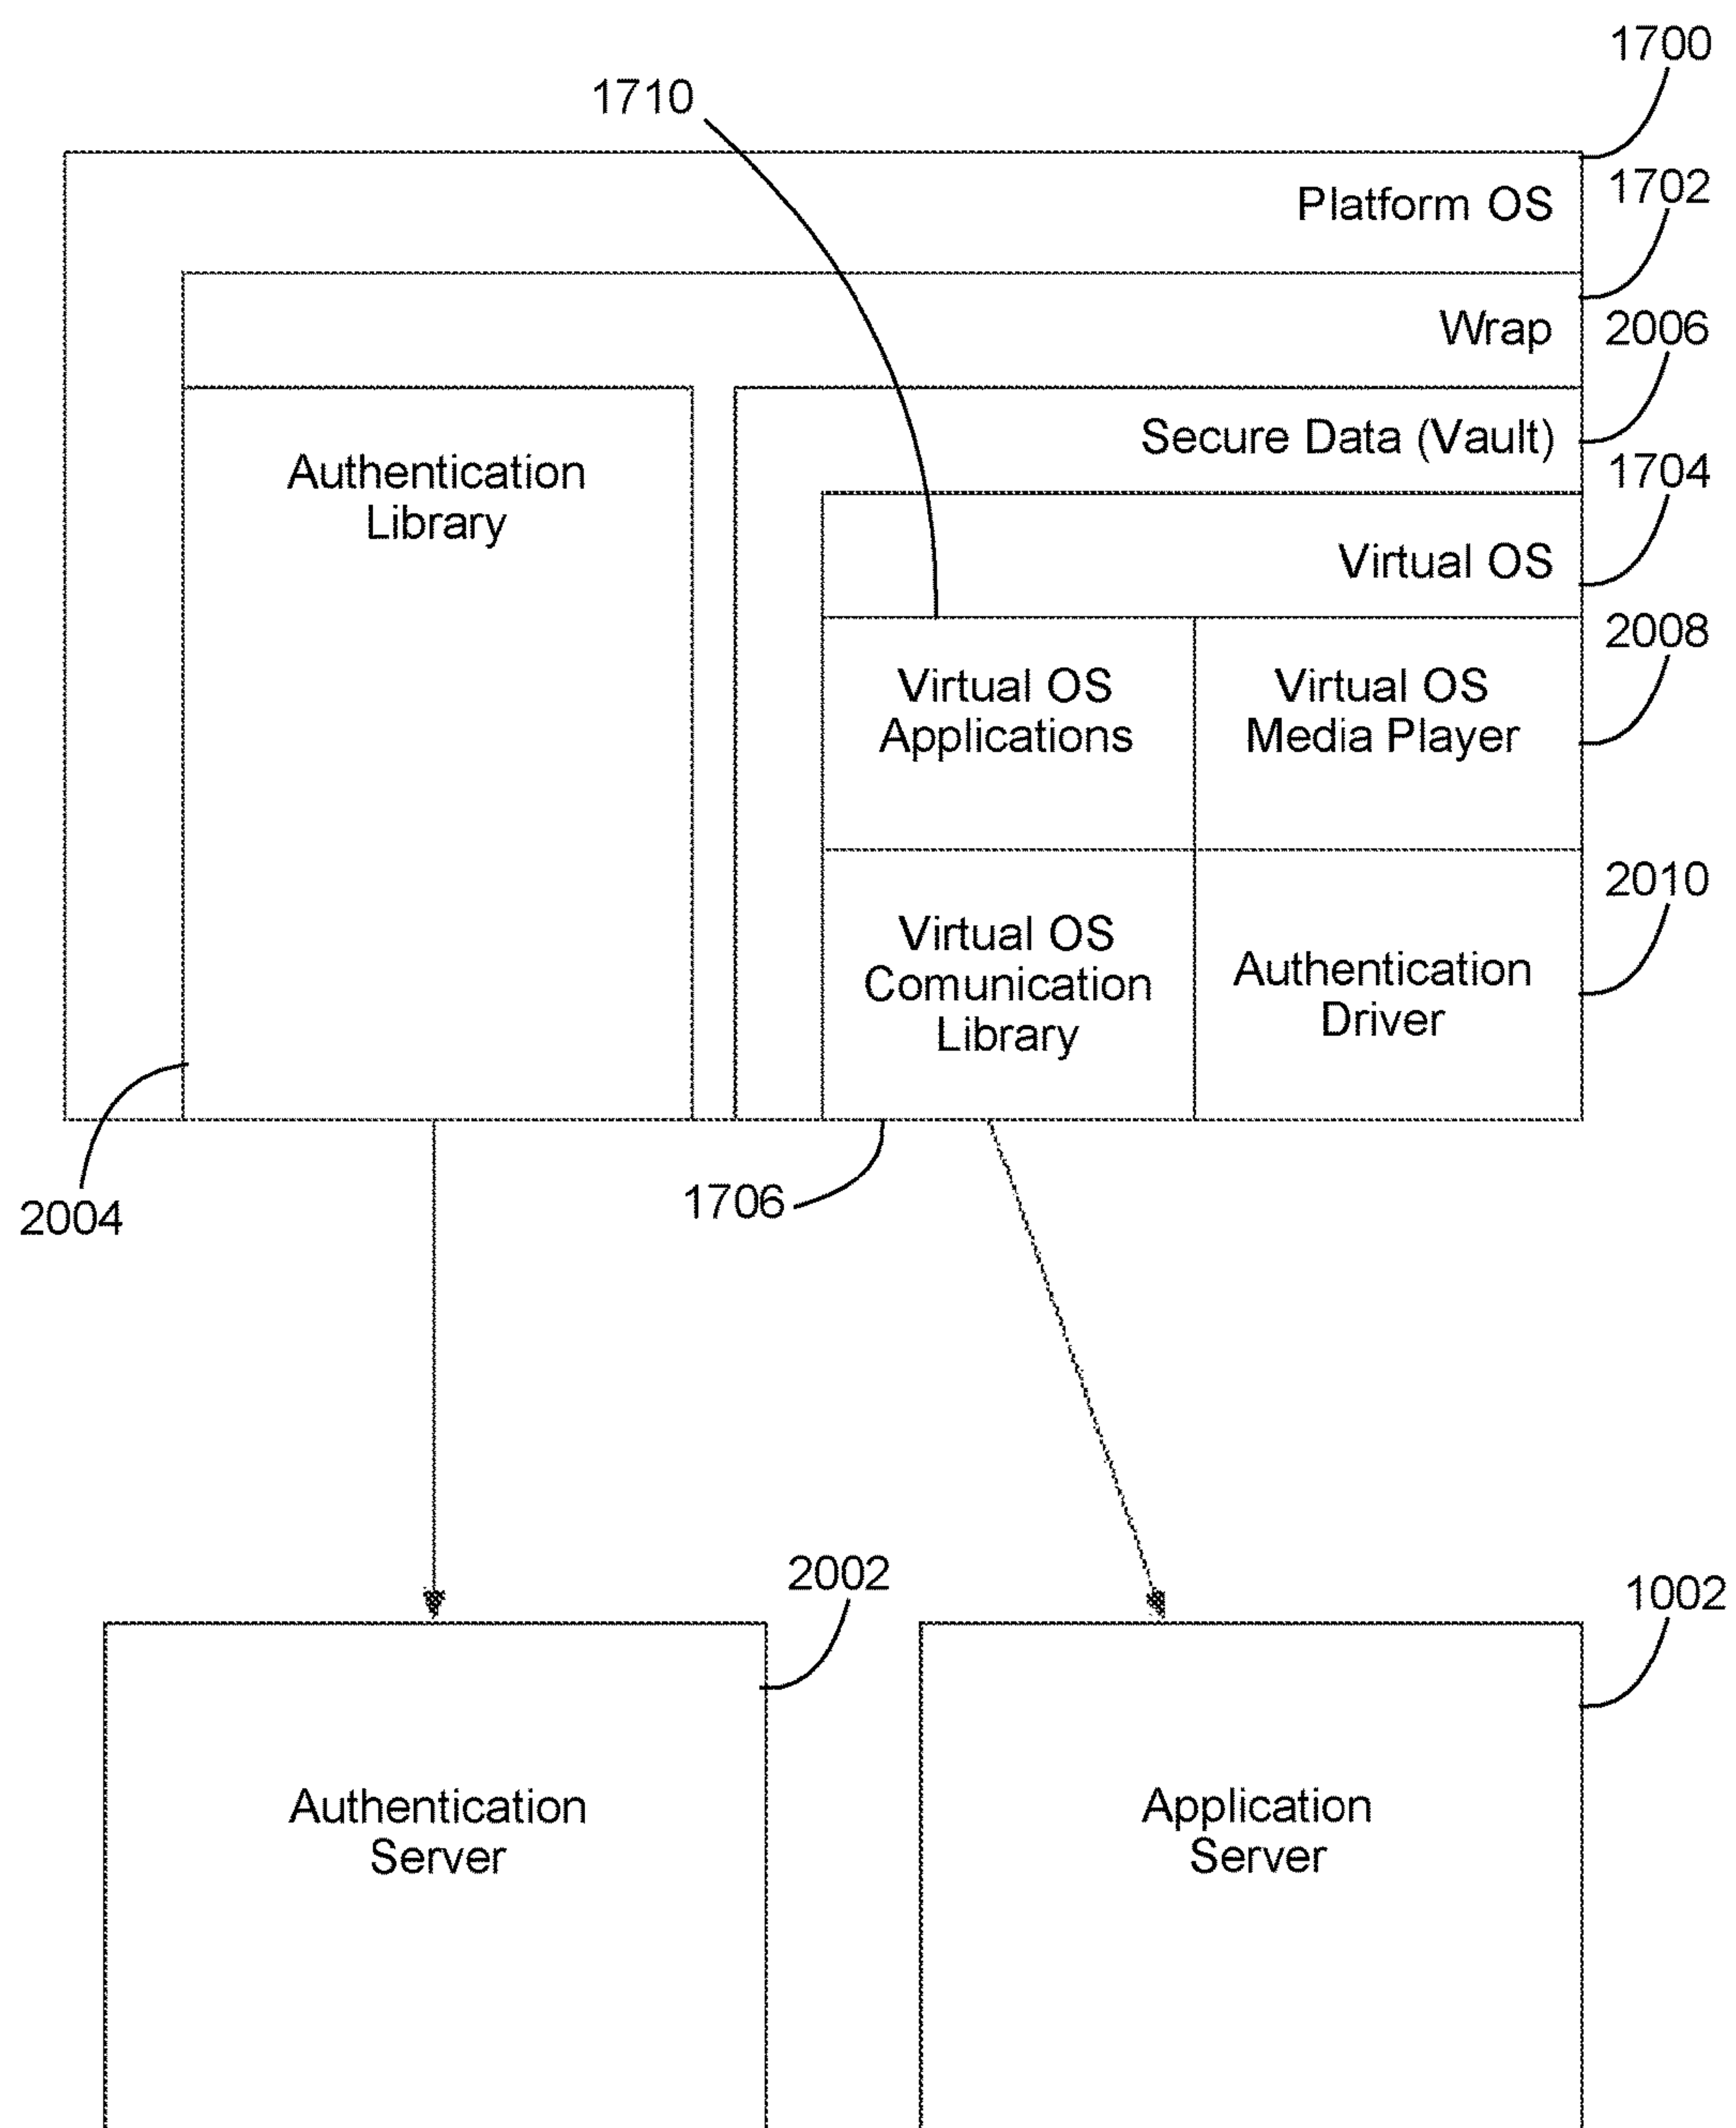 1700
1710
Platform OS
1702
Wrap
2006
Secure Data (Vault)
1704
Authentication
Library
Virtual OS
2008
Virtual OS
Applications
Virtual OS
Media Player
2010
Virtual OS
Comunication
Library
Authentication
Driver
2004
1706
2002
1002
Authentication
Server
Application
Server